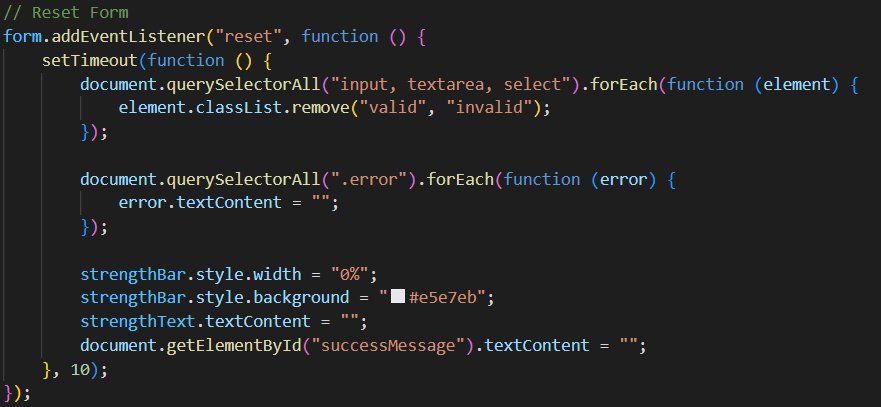 // Reset Form
form.addEventListener("reset", function () {
    setTimeout(function () {
        document.querySelectorAll("input, textarea, select").forEach(function (element) {
            element.classList.remove("valid", "invalid");
        });

        document.querySelectorAll(".error").forEach(function (error) {
            error.textContent = "";
        });

        strengthBar.style.width = "0%";
        strengthBar.style.background = "#e5e7eb";
        strengthText.textContent = "";
        document.getElementById("successMessage").textContent = "";
    }, 10);
});